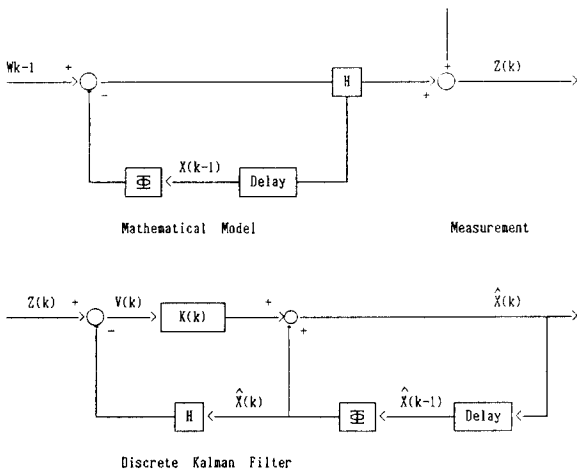 +
Wk-1 + H Z(k)
- +
X(k-1)
Φ Delay
Mathematical Model Measurement
Z(k) + V(k) K(k) + X̂(k)
- +
H X̂(k) Φ X̂(k-1) Delay
Discrete Kalman Filter